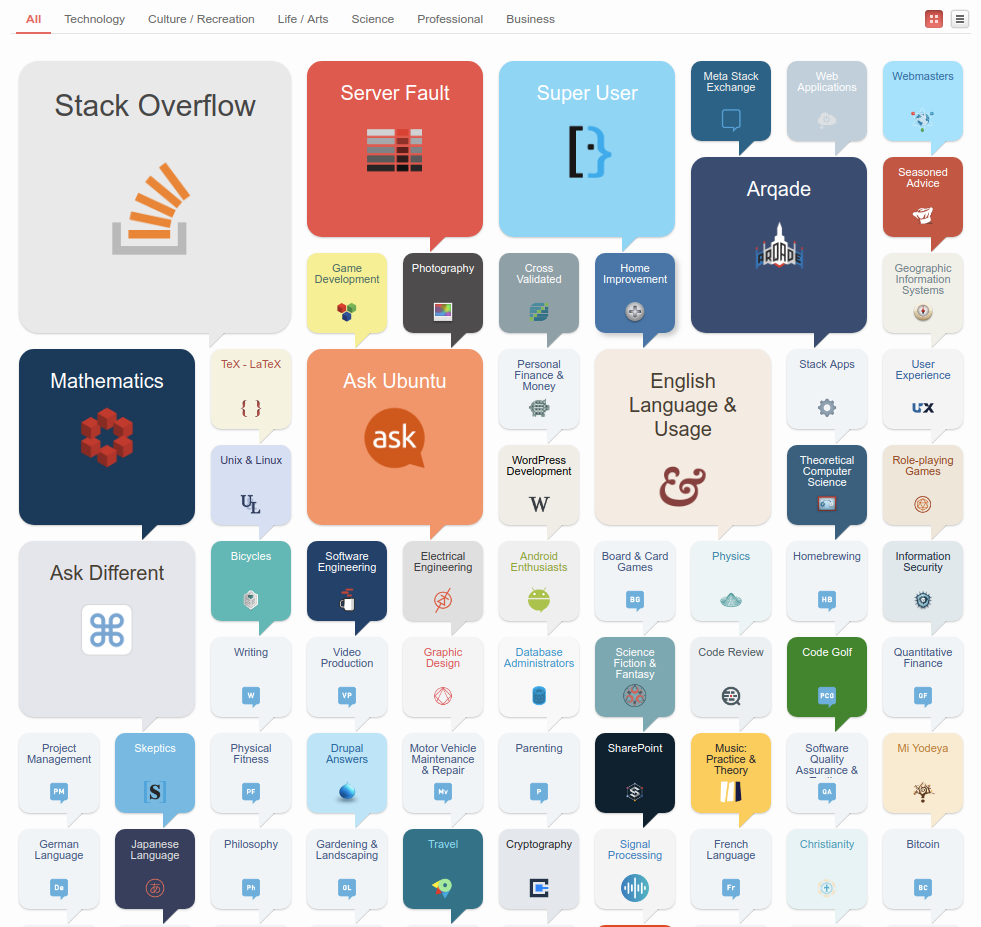 All Technology Culture / Recreation Life / Arts Science Professional Business
Stack Overflow
Server Fault
Super User
Meta Stack
Exchange
Web
Applications
Webmasters
Arqade
ARQADE
Seasoned
Advice
Game
Development
Photography
Cross
Validated
Home
Improvement
Geographic
Information
Systems
Mathematics
TeX - LaTeX
{ }
Ask Ubuntu
ask
Personal
Finance &
Money
English
Language &
Usage
&
Stack Apps
User
Experience
UX
Unix & Linux
UL
WordPress
Development
W
Theoretical
Computer
Science
Role-playing
Games
Ask Different
Bicycles
Software
Engineering
Electrical
Engineering
Android
Enthusiasts
Board & Card
Games
BG
Physics
Homebrewing
HB
Information
Security
Writing
W
Video
Production
VP
Graphic
Design
Database
Administrators
Science
Fiction &
Fantasy
Code Review
Code Golf
PCG
Quantitative
Finance
QF
Project
Management
PM
Skeptics
[S]
Physical
Fitness
PF
Drupal
Answers
Motor Vehicle
Maintenance
& Repair
Mv
Parenting
P
SharePoint
S
Music:
Practice &
Theory
Software
Quality
Assurance &
QA
Mi Yodeya
German
Language
De
Japanese
Language
あ
Philosophy
Ph
Gardening &
Landscaping
GL
Travel
Cryptography
Signal
Processing
French
Language
Fr
Christianity
Bitcoin
BC